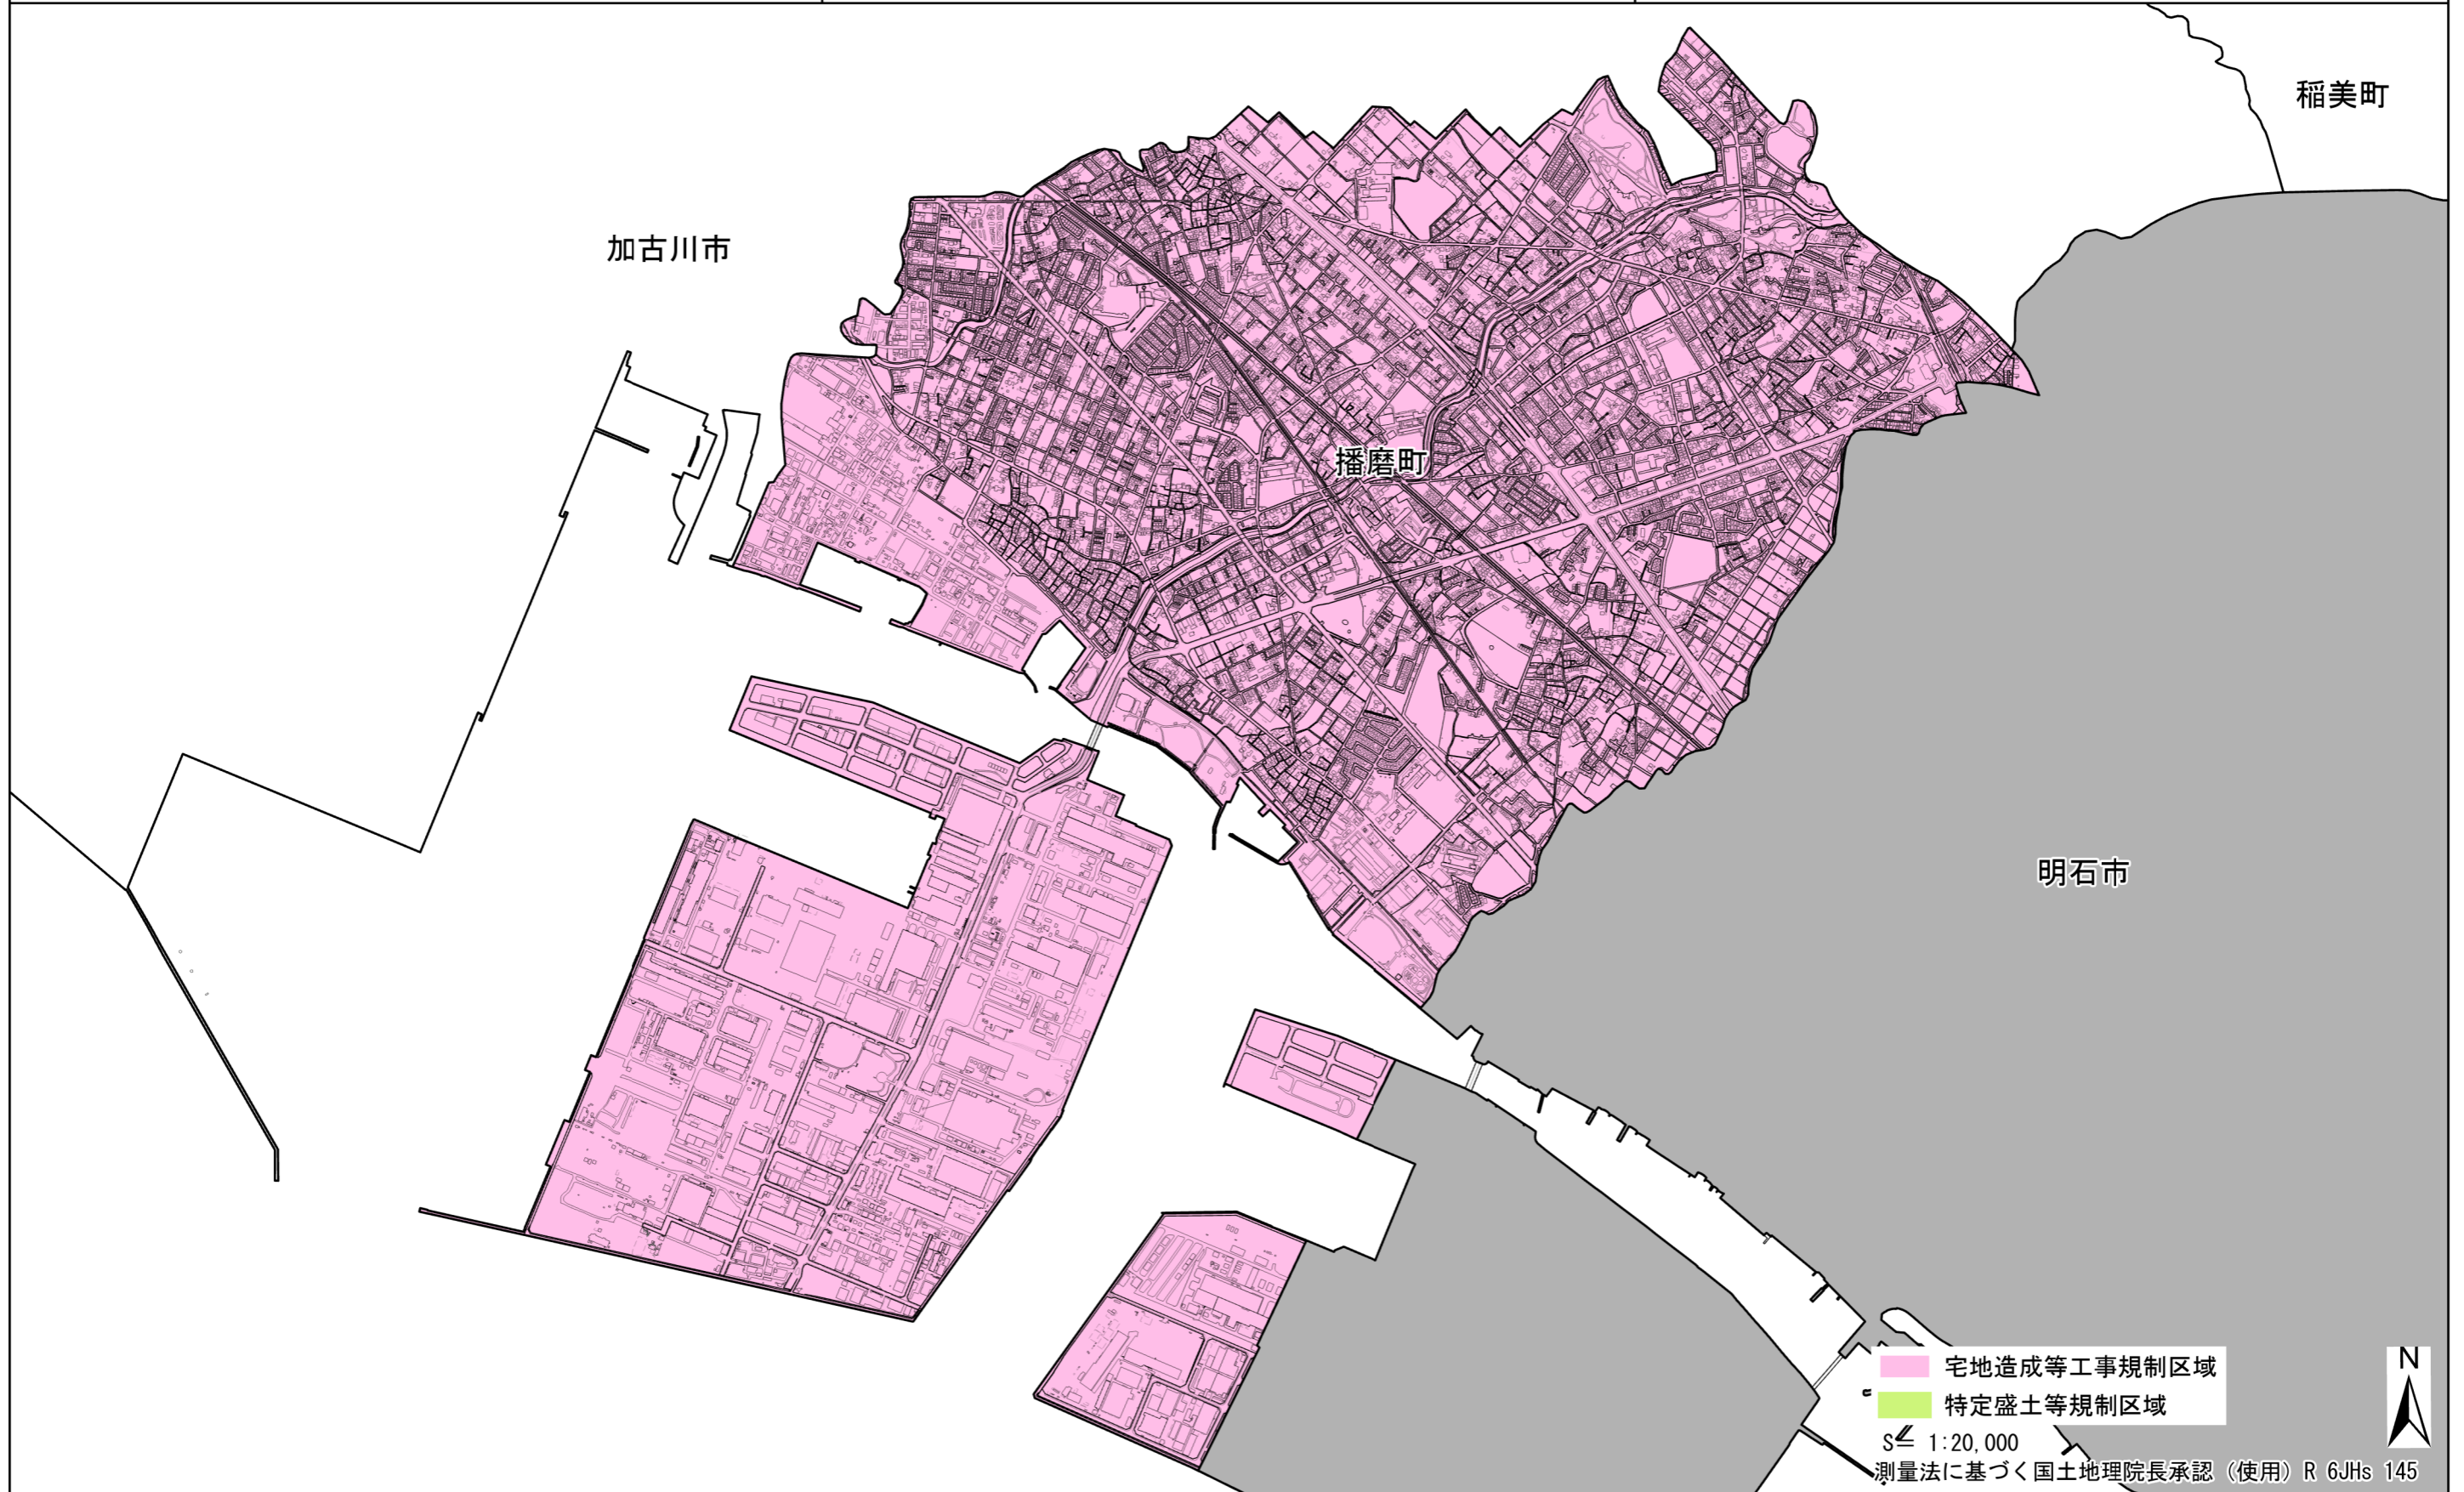 稲美町
加古川市
播磨町
明石市
宅地造成等工事規制区域
特定盛土等規制区域
N
S= 1:20,000
測量法に基づく国土地理院長承認（使用）R 6JHs 145